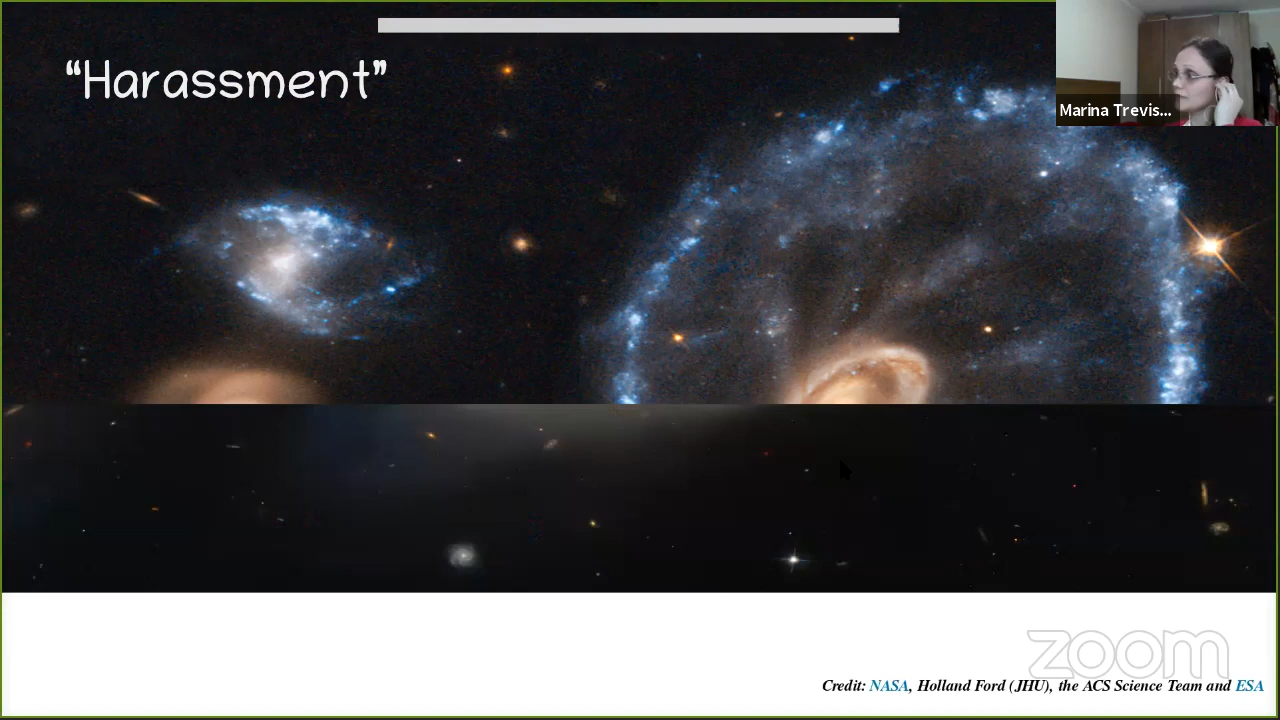 “Harassment”
Marina Trevis...
zoom
Credit: NASA, Holland Ford (JHU), the ACS Science Team and ESA